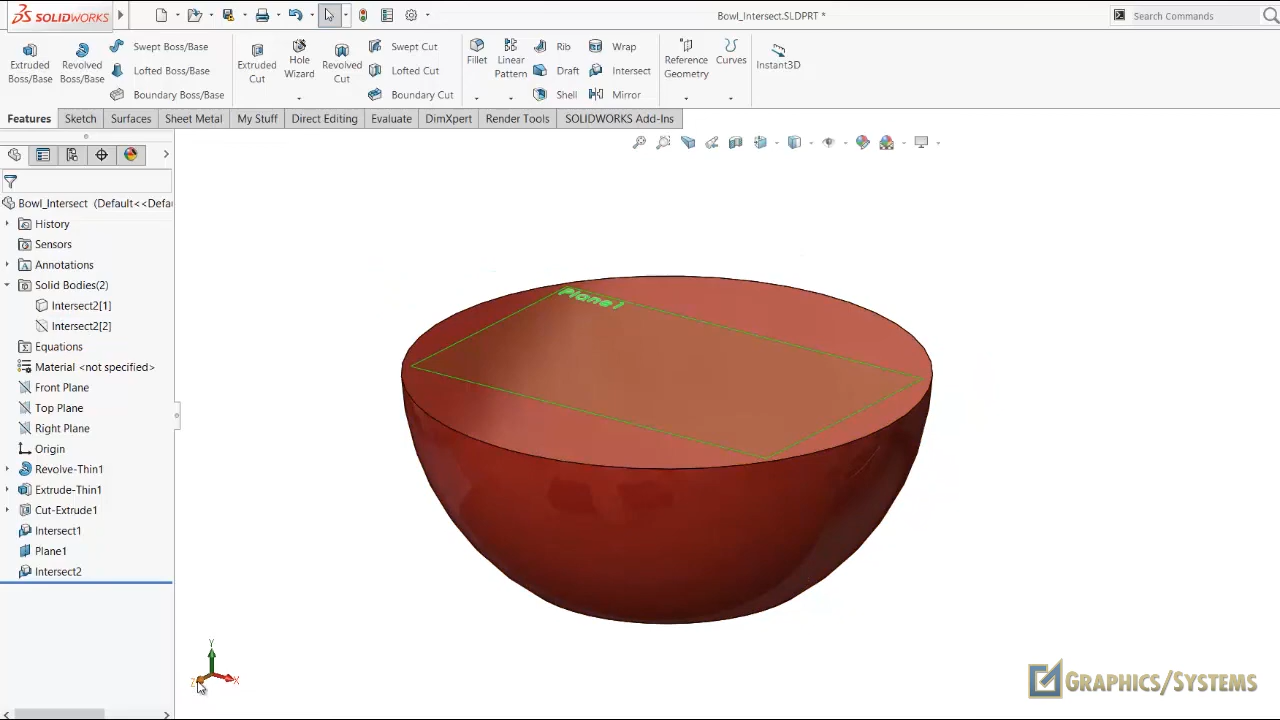 SOLIDWORKS
Bowl_Intersect.SLDPRT *
Search Commands
Extruded Boss/Base
Revolved Boss/Base
Swept Boss/Base
Lofted Boss/Base
Boundary Boss/Base
Extruded Cut
Hole Wizard
Revolved Cut
Swept Cut
Lofted Cut
Boundary Cut
Fillet
Linear Pattern
Rib
Draft
Shell
Wrap
Intersect
Mirror
Reference Geometry
Curves
Instant3D
Features
Sketch
Surfaces
Sheet Metal
My Stuff
Direct Editing
Evaluate
DimXpert
Render Tools
SOLIDWORKS Add-Ins
Bowl_Intersect (Default<<Defa
History
Sensors
Annotations
Solid Bodies(2)
Intersect2[1]
Intersect2[2]
Equations
Material <not specified>
Front Plane
Top Plane
Right Plane
Origin
Revolve-Thin1
Extrude-Thin1
Cut-Extrude1
Intersect1
Plane1
Intersect2
Plane1
Y
Z
X
GRAPHICS/SYSTEMS